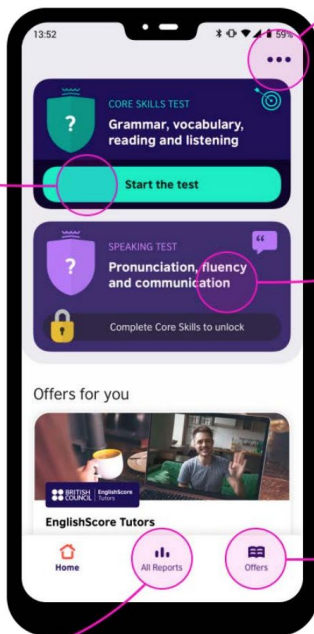 13:52
59%
CORE SKILLS TEST
Grammar, vocabulary,
reading and listening
Start the test
SPEAKING TEST
Pronunciation, fluency
and communication
Complete Core Skills to unlock
Offers for you
BRITISH COUNCIL
EnglishScore
Tutors
EnglishScore Tutors
Home
All Reports
Offers